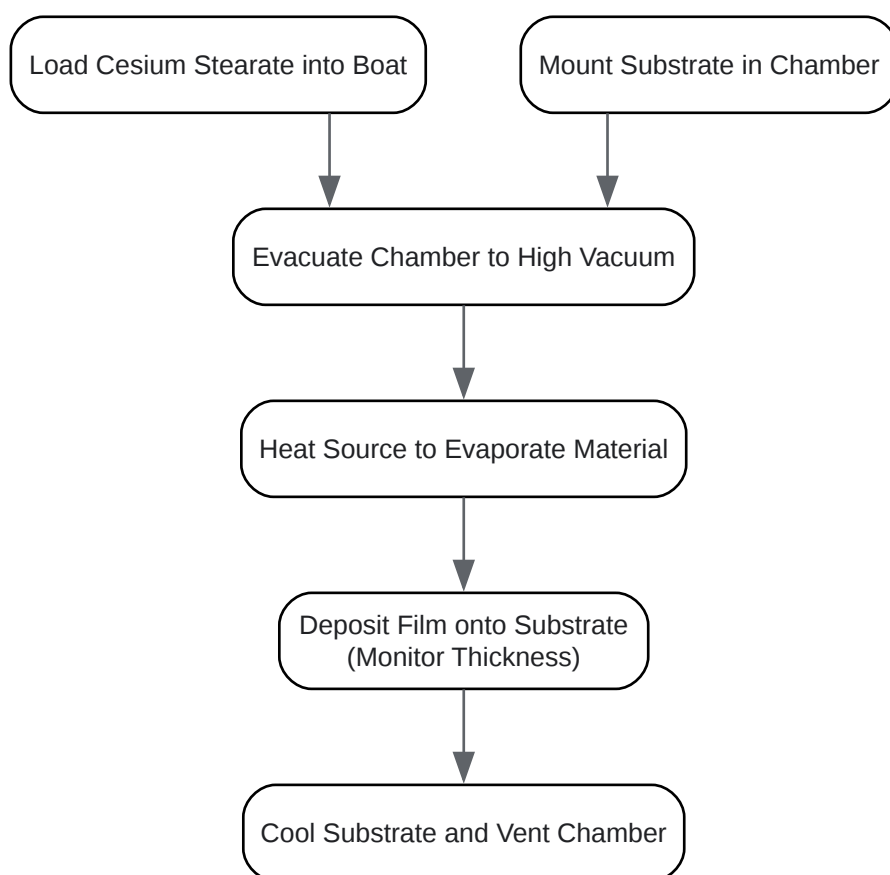 Load Cesium Stearate into Boat
Mount Substrate in Chamber
Evacuate Chamber to High Vacuum
Heat Source to Evaporate Material
Deposit Film onto Substrate
(Monitor Thickness)
Cool Substrate and Vent Chamber